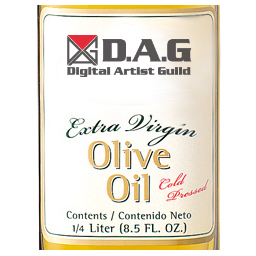 D.A.G
Digital Artist Guild
Extra Virgin
Olive
Oil
Cold
Pressed
Contents / Contenido Neto
1/4 Liter (8.5 FL. OZ.)